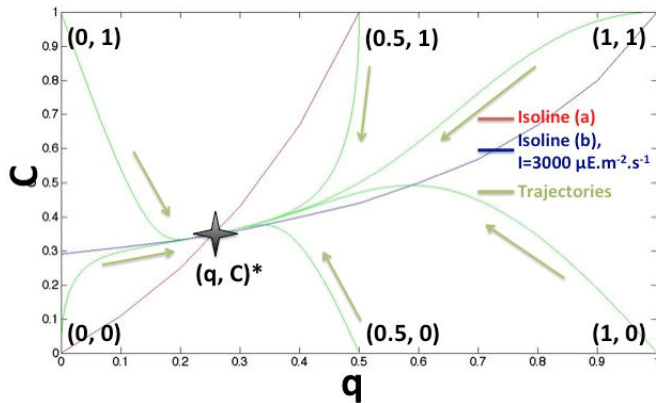 (0, 1)
(0.5, 1)
(1, 1)
Isoline (a)
Isoline (b),
I=3000 μE.m⁻².s⁻¹
Trajectories
(q, C)*
(0, 0)
(0.5, 0)
(1, 0)
C
1
0.9
0.8
0.7
0.6
0.5
0.4
0.3
0.2
0.1
0
0 0.1 0.2 0.3 0.4 0.5 0.6 0.7 0.8 0.9 1
q